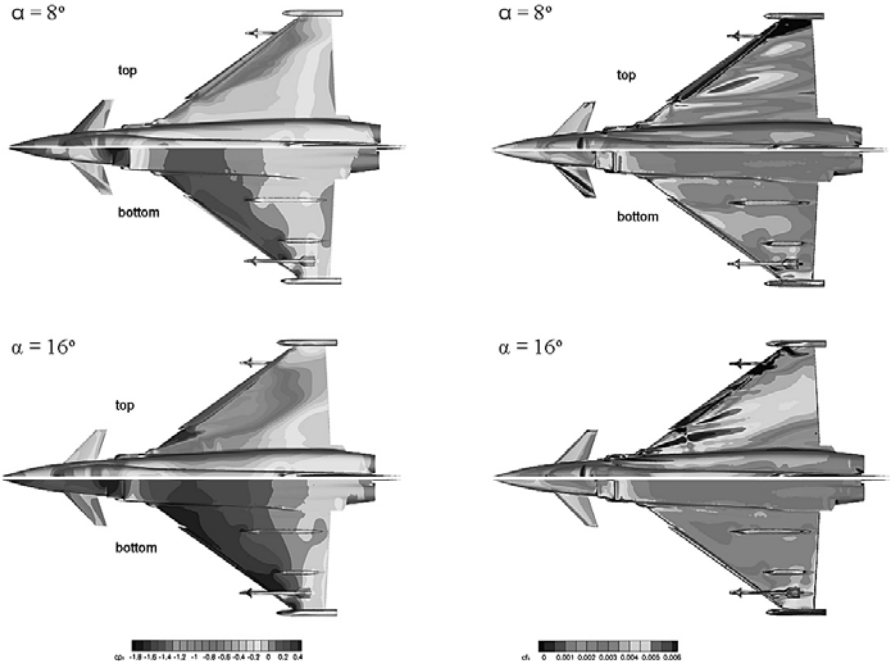 α = 8º
α = 8º
top
top
bottom
bottom
α = 16º
α = 16º
top
top
bottom
bottom
-1.8 -1.6 -1.4 -1.2 -1 -0.8 -0.6 -0.4 -0.2 0 0.2 0.4
0 0.001 0.002 0.003 0.004 0.005 0.006